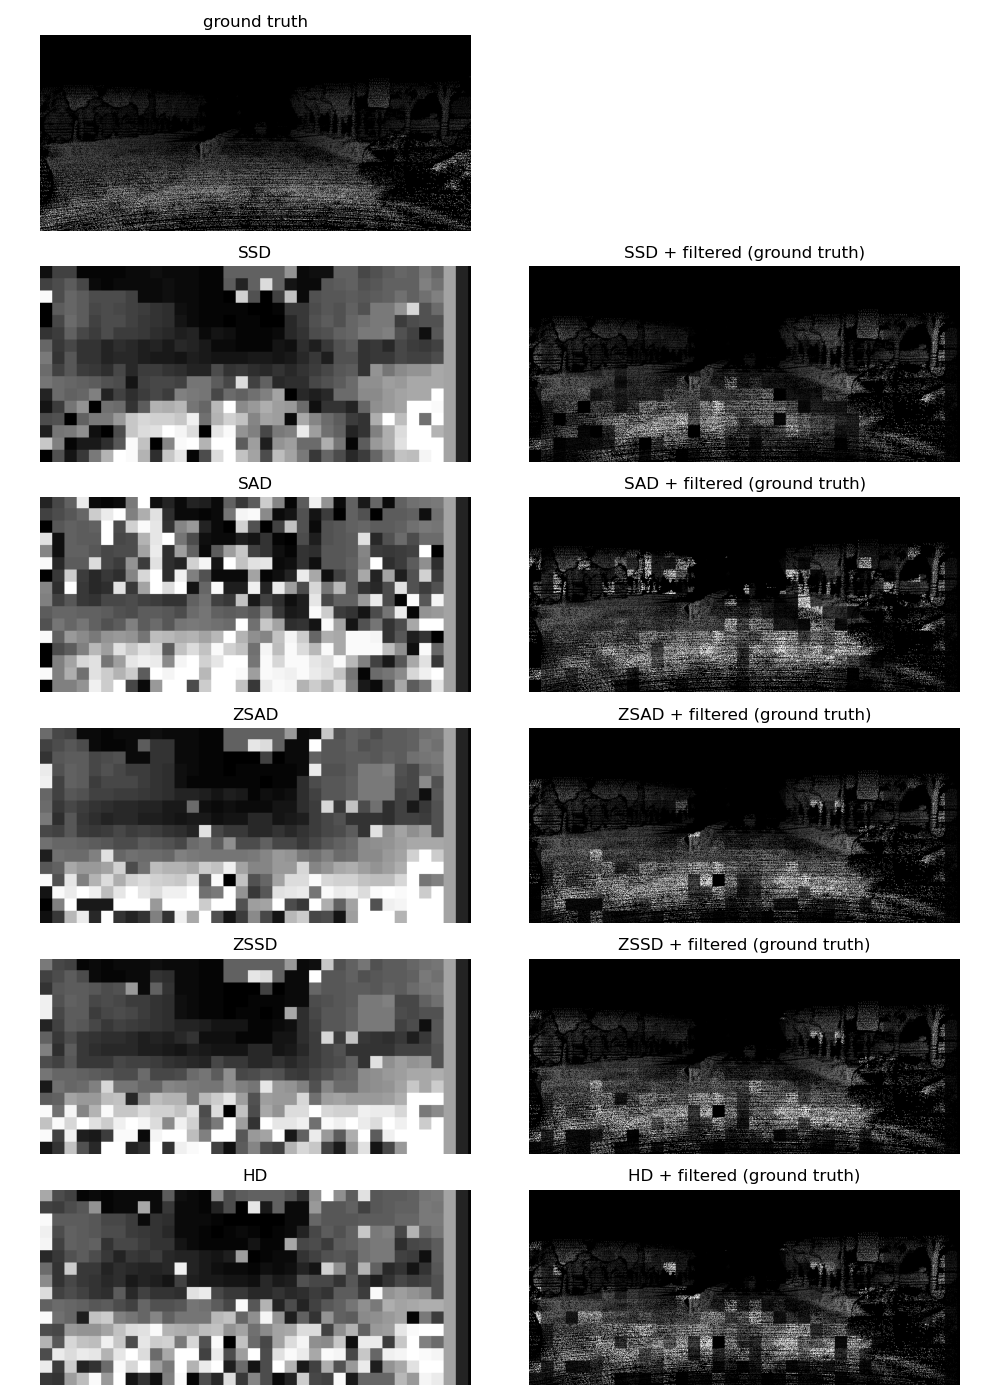 ground truth
SSD
SSD + filtered (ground truth)
SAD
SAD + filtered (ground truth)
ZSAD
ZSAD + filtered (ground truth)
ZSSD
ZSSD + filtered (ground truth)
HD
HD + filtered (ground truth)